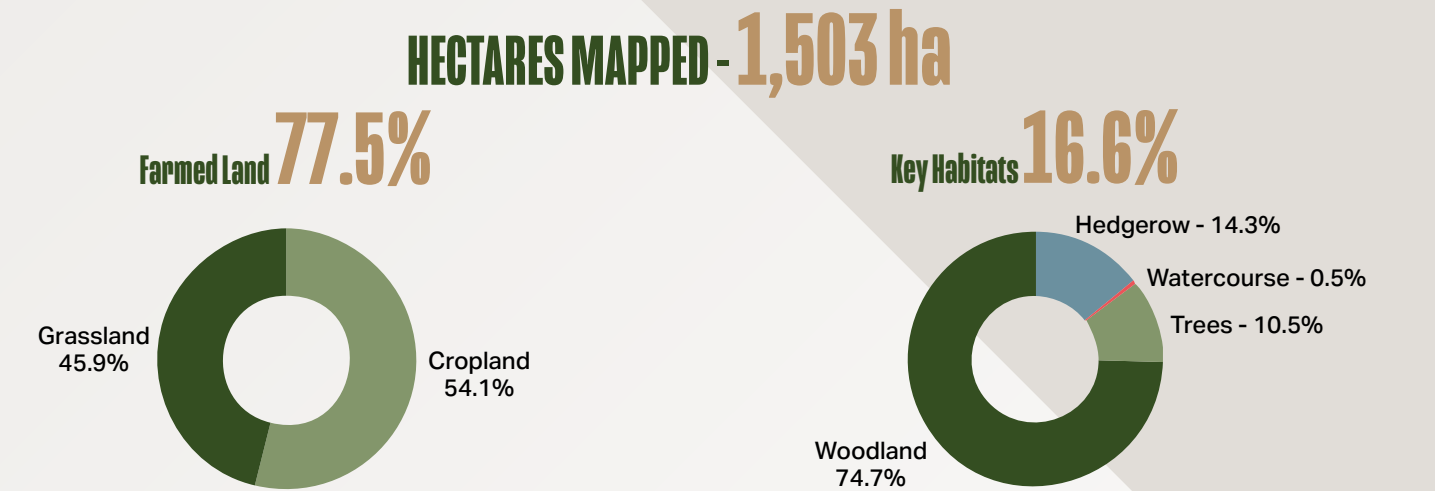 HECTARES MAPPED - 1,503 ha
Farmed Land 77.5%
Grassland
45.9%
Cropland
54.1%
Key Habitats 16.6%
Hedgerow - 14.3%
Watercourse - 0.5%
Trees - 10.5%
Woodland
74.7%